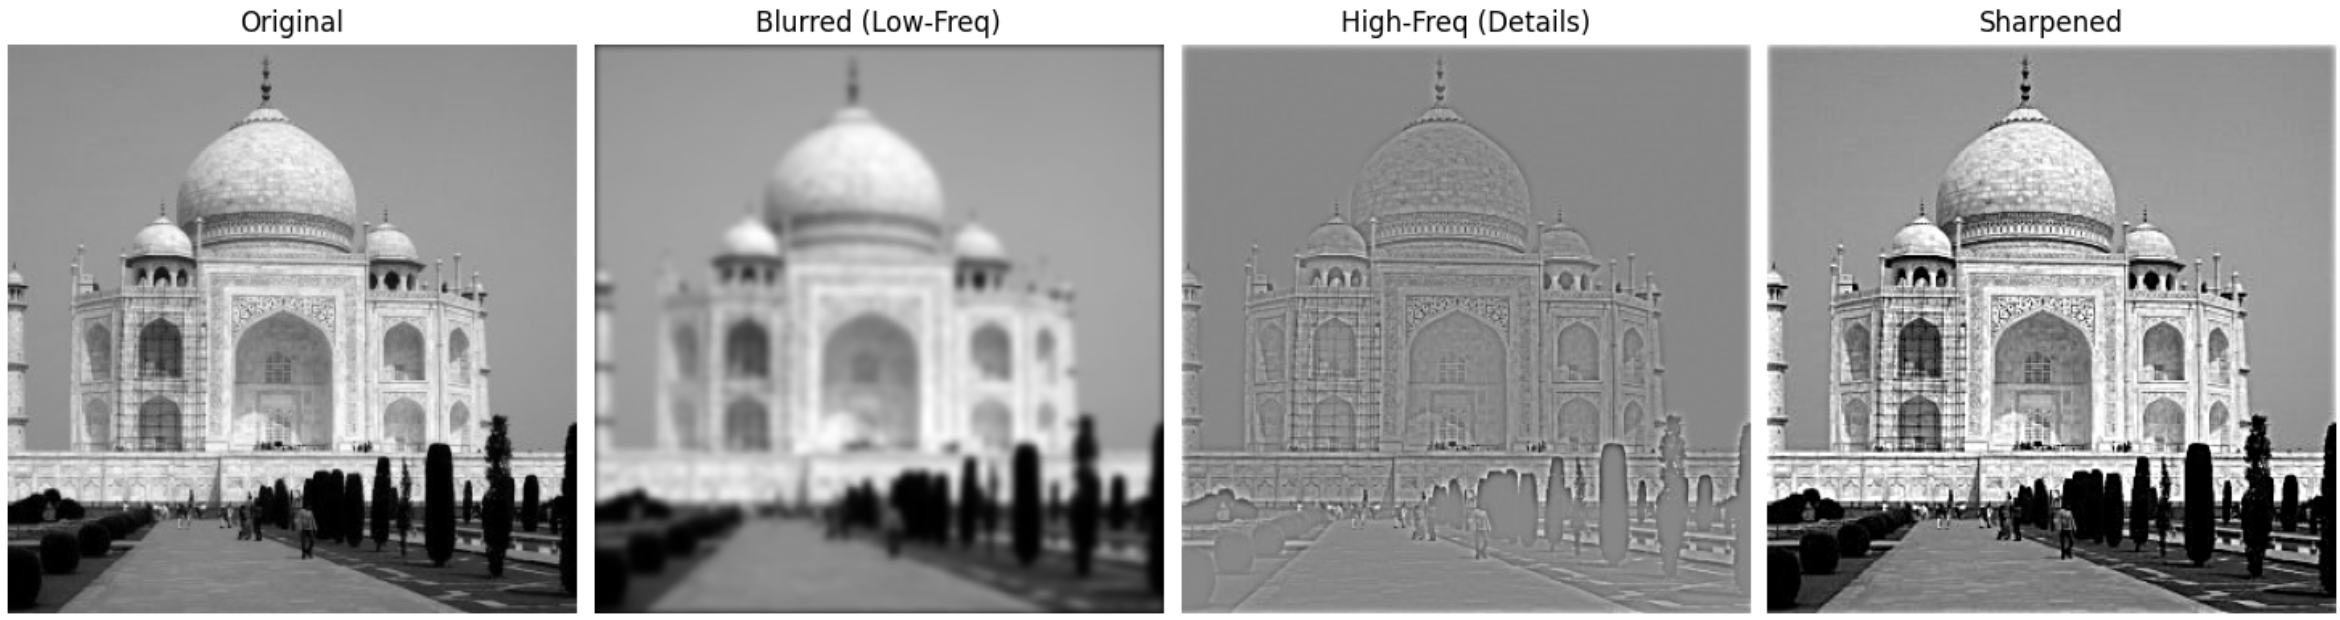 Original
Blurred (Low-Freq)
High-Freq (Details)
Sharpened